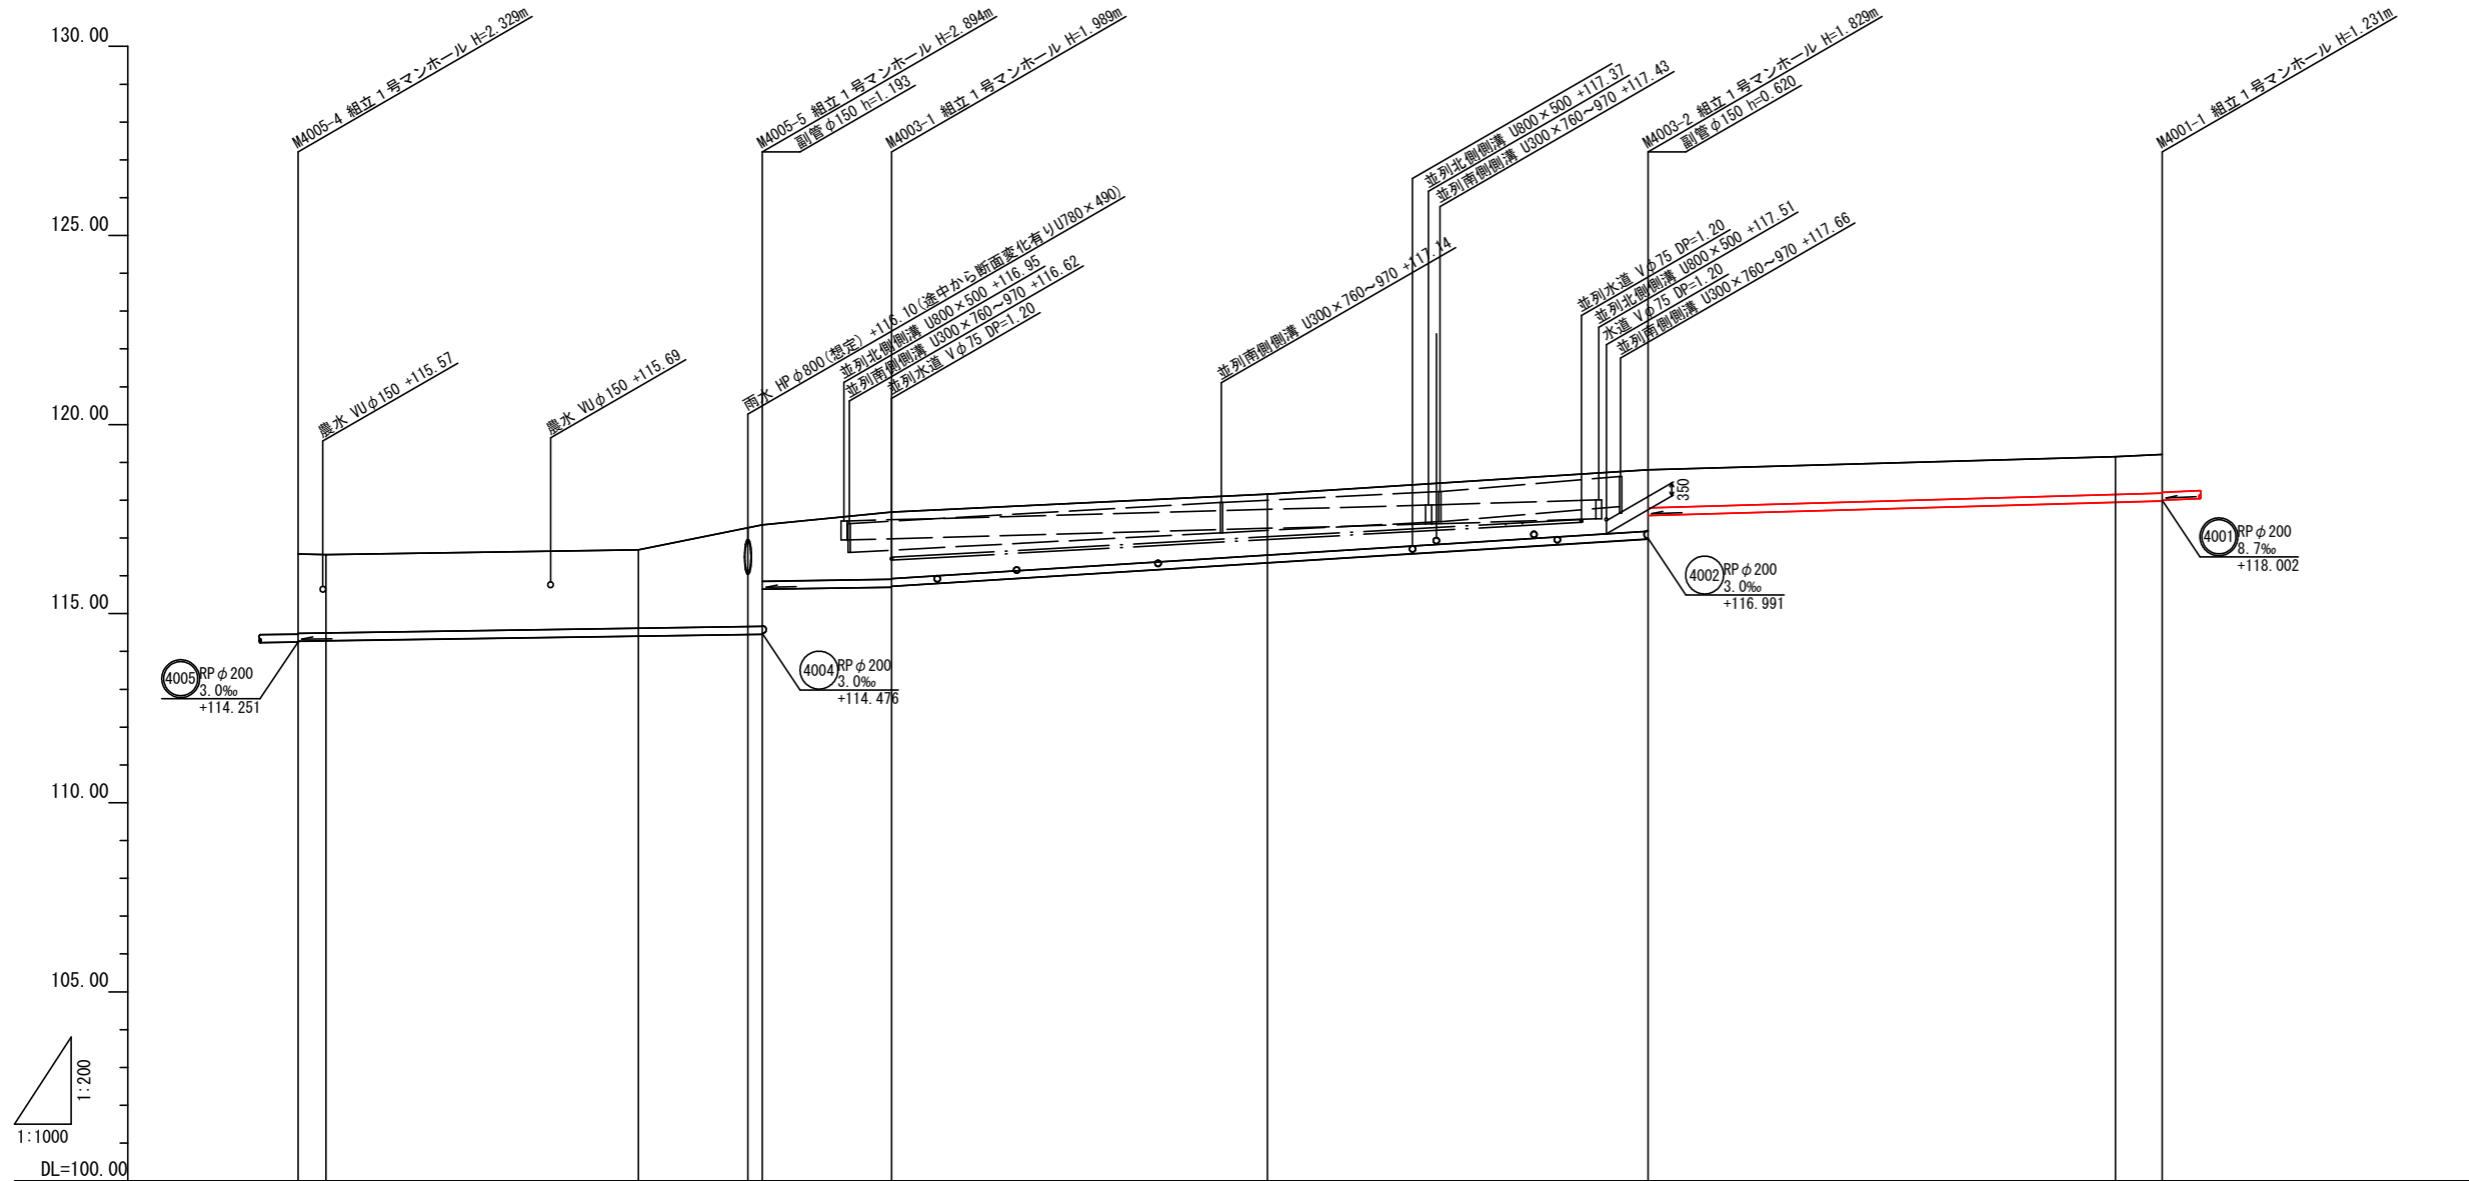 130.00
125.00
120.00
115.00
110.00
105.00
DL=100.00
1:200
1:1000
M4005-4 組立1号マンホール H=2.329m
M4005-5 組立1号マンホール H=2.894m
副管φ150 h=1.193
M4003-1 組立1号マンホール H=1.989m
並列北側側溝 U800×500 +117.37
並列南側側溝 U300×760～970 +117.43
M4003-2 組立1号マンホール H=1.829m
副管φ150 h=0.620
M4001-1 組立1号マンホール H=1.231m
農水 VUφ150 +115.57
農水 VUφ150 +115.69
雨水 HPφ800(想定) +116.10(途中から断面変化有りU780×490)
並列北側側溝 U800×500 +116.95
並列南側側溝 U300×760～970 +116.62
並列水道 Vφ75 DP=1.20
並列南側側溝 U300×760～970 +117.14
並列水道 Vφ75 DP=1.20
並列北側側溝 U800×500 +117.51
水道 Vφ75 DP=1.20
並列南側側溝 U300×760～970 +117.66
350
4005 RPφ200
3.0‰
+114.251
4004 RPφ200
3.0‰
+114.476
4002 RPφ200
3.0‰
+116.991
4001 RPφ200
8.7‰
+118.002